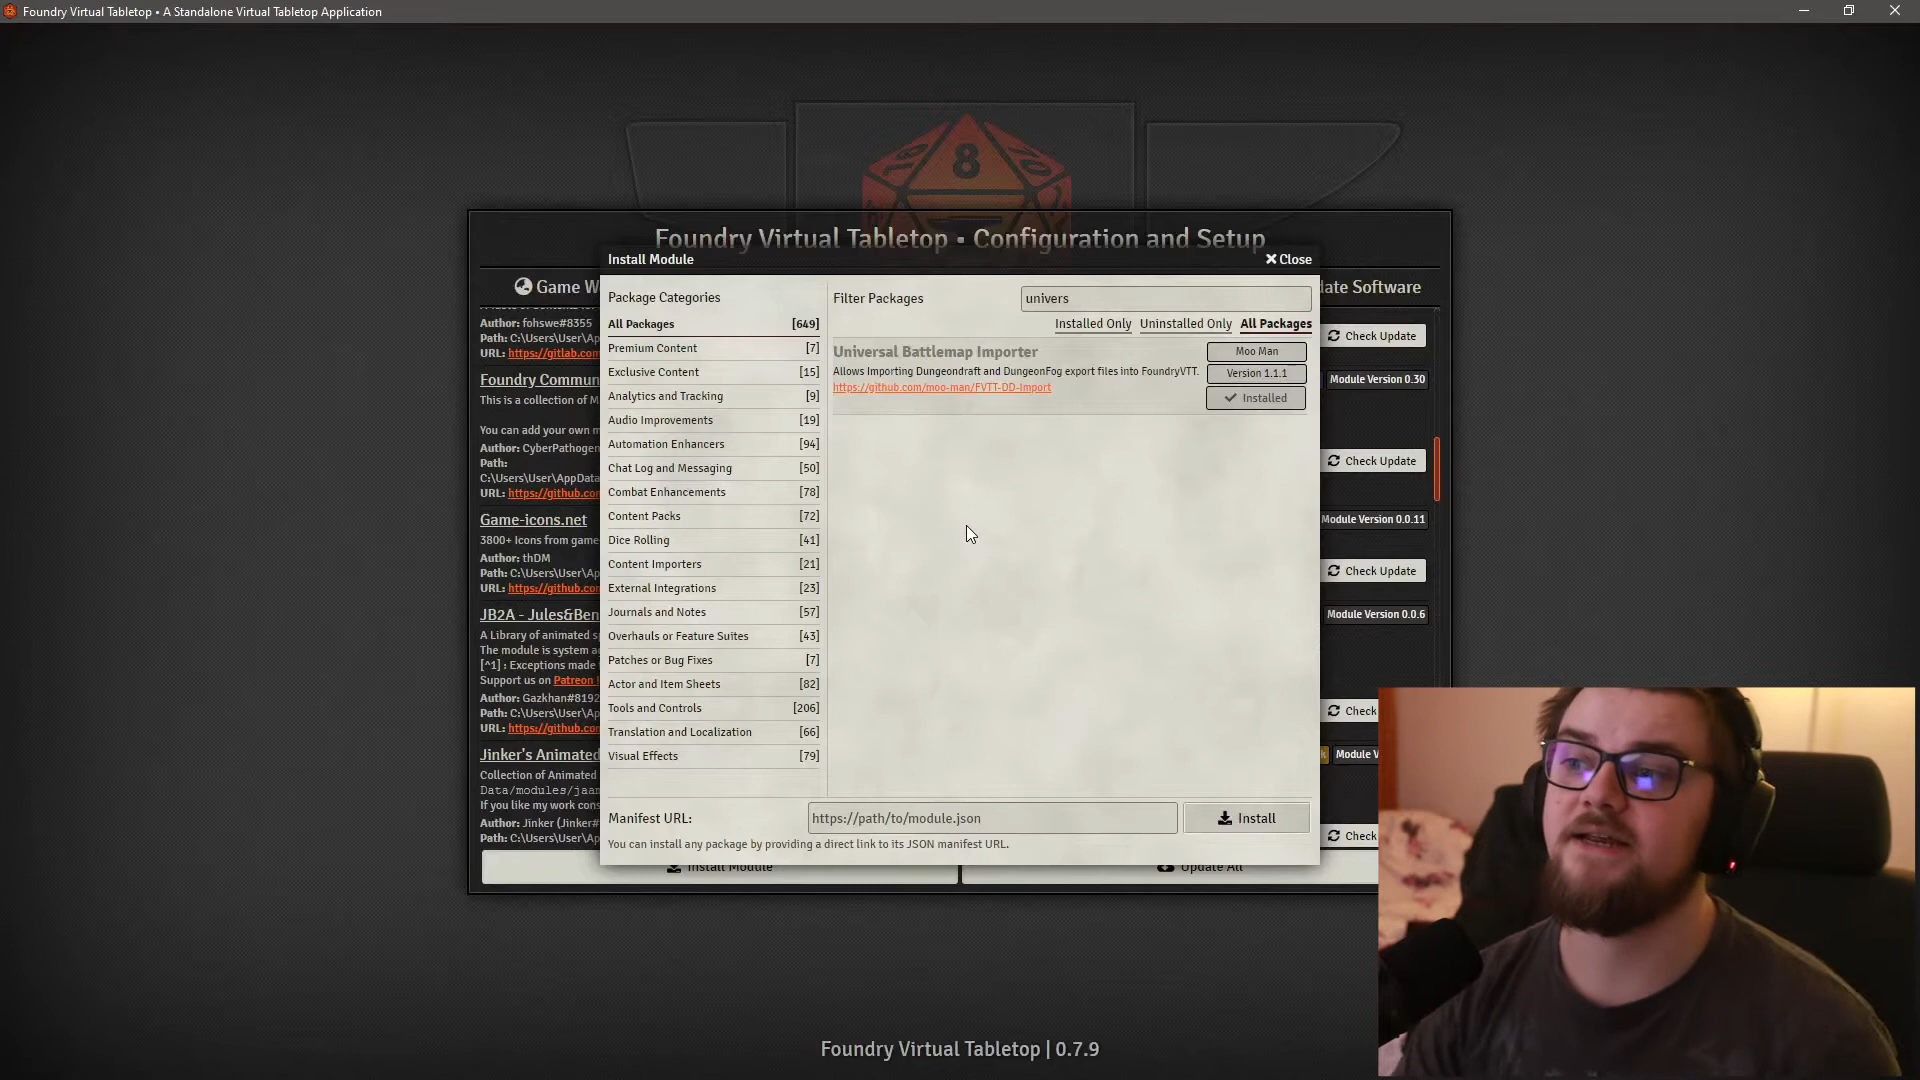 Foundry Virtual Tabletop • A Standalone Virtual Tabletop Application
8
Foundry Virtual Tabletop • Configuration and Setup
Game W
date Software
Author: fohswe#8355
Path: C:\Users\User\Ap
URL: https://gitlab.com
Check Update
Foundry Commun
Module Version 0.30
This is a collection of M
You can add your own m
Author: CyberPathogen
Path:
C:\Users\User\AppData
URL: https://github.com
Check Update
Game-icons.net
Module Version 0.0.11
3800+ Icons from game
Author: thDM
Path: C:\Users\User\Ap
URL: https://github.com
Check Update
JB2A - Jules&Ben
Module Version 0.0.6
A Library of animated s
The module is system a
[^1] : Exceptions made
Support us on Patreon
Author: Gazkhan#8192
Path: C:\Users\User\Ap
URL: https://github.com
Check
Jinker's Animated
Module V
Collection of Animated
Data/modules/jaam
If you like my work cons
Author: Jinker (Jinker#
Path: C:\Users\User\Ap
Check
Install Module
Update All
Install Module
Close
Package Categories
All Packages [649]
Premium Content [7]
Exclusive Content [15]
Analytics and Tracking [9]
Audio Improvements [19]
Automation Enhancers [94]
Chat Log and Messaging [50]
Combat Enhancements [78]
Content Packs [72]
Dice Rolling [41]
Content Importers [21]
External Integrations [23]
Journals and Notes [57]
Overhauls or Feature Suites [43]
Patches or Bug Fixes [7]
Actor and Item Sheets [82]
Tools and Controls [206]
Translation and Localization [66]
Visual Effects [79]
Filter Packages univers
Installed Only Uninstalled Only All Packages
Universal Battlemap Importer
Moo Man
Allows Importing Dungeondraft and DungeonFog export files into FoundryVTT.
Version 1.1.1
https://github.com/moo-man/FVTT-DD-Import
Installed
Manifest URL: https://path/to/module.json Install
You can install any package by providing a direct link to its JSON manifest URL.
Foundry Virtual Tabletop | 0.7.9